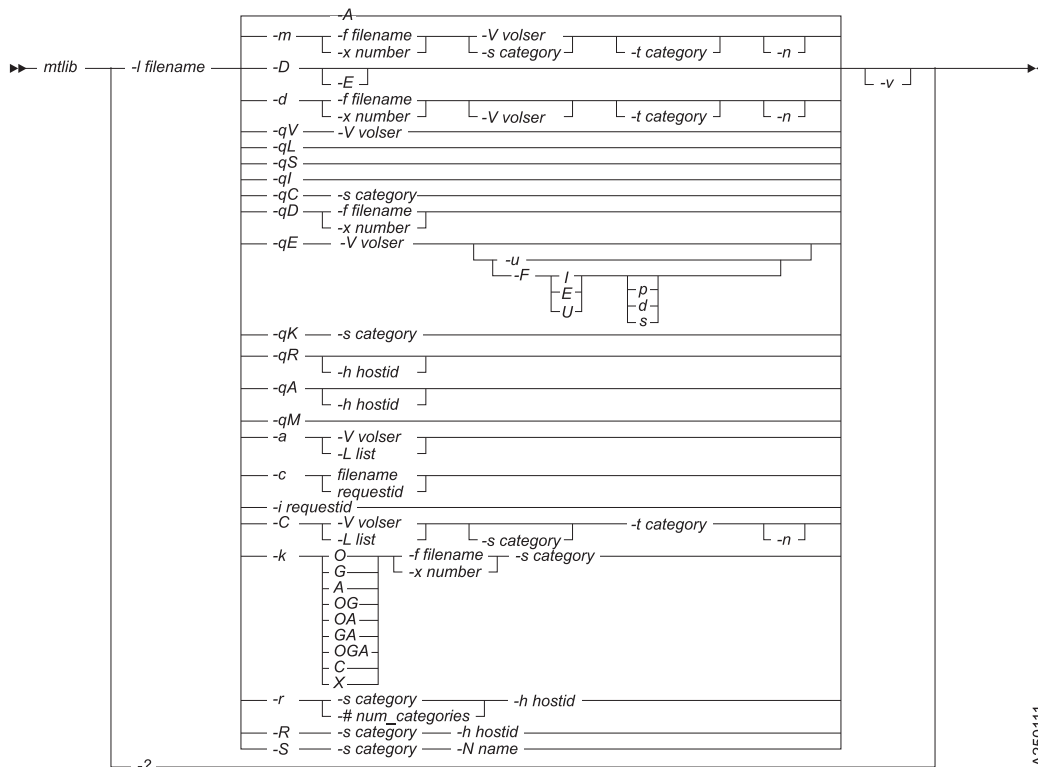 -A
-m -f filename -V volser
-x number -s category -t category -n
mtlib -l filename -D
-E -v
-d -f filename
-x number -V volser -t category -n
-qV -V volser
-qL
-qS
-qI
-qC -s category
-qD -f filename
-x number
-qE -V volser
-u
-F I
E p
U d
s
-qK -s category
-qR
-h hostid
-qA
-h hostid
-qM
-a -V volser
-L list
-c filename
requestid
-i requestid
-C -V volser -t category
-L list -s category -n
-k O -f filename -s category
G -x number
A
OG
OA
GA
OGA
C
X
-r -s category -h hostid
-# num_categories
-R -s category -h hostid
-S -s category -N name
-?
A250111